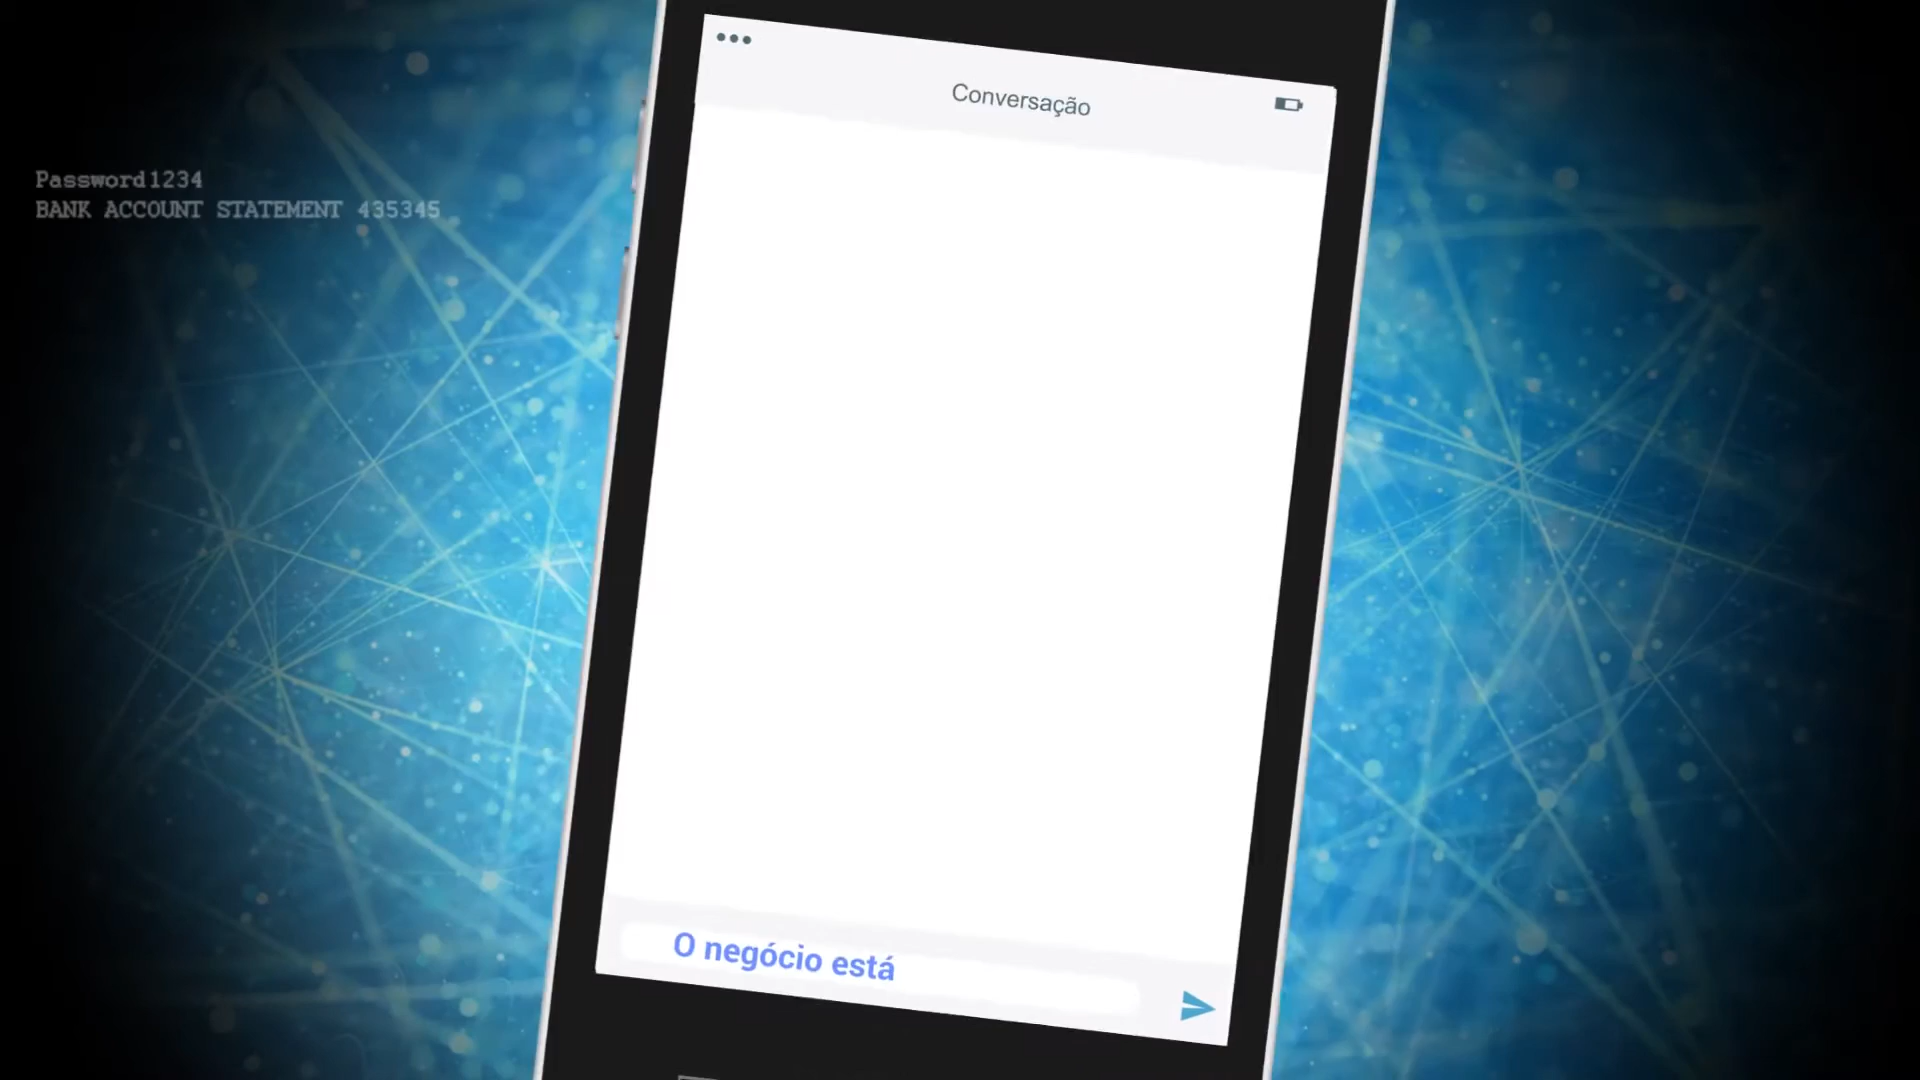 Conversação
Password1234
BANK ACCOUNT STATEMENT 435345
O negócio está